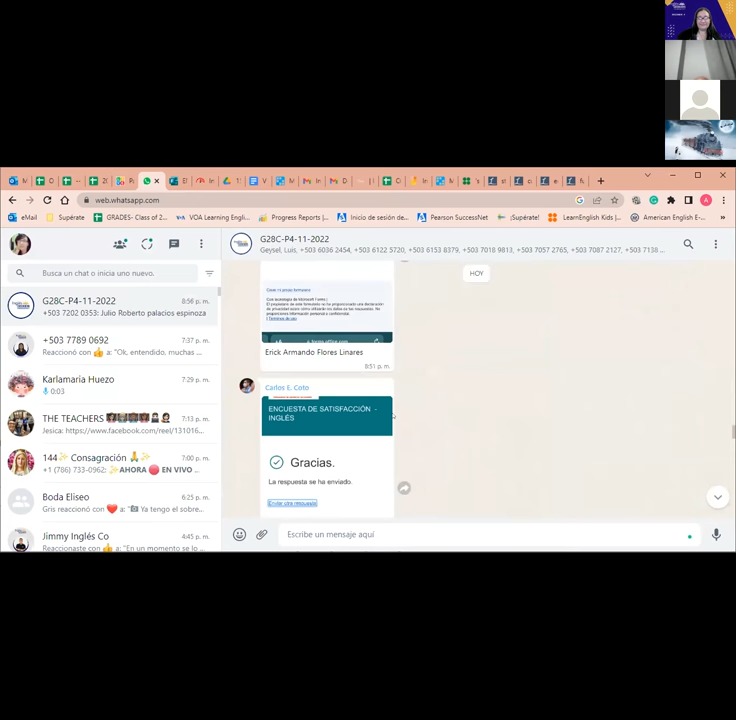 web.whatsapp.com
eMail
Supérate
GRADES- Class of 2...
VOA Learning Engli...
Progress Reports |...
Inicio de sesión de...
Pearson SuccessNet
¡Supérate!
LearnEnglish Kids |...
American English -...
»
G28C-P4-11-2022
Geysel, Luis, +503 6036 2454, +503 6122 5720, +503 6153 8379, +503 7018 9813, +503 7057 2765, +503 7087 2127, +503 7138 ...
Busca un chat o inicia uno nuevo.
HOY
G28C-P4-11-2022
8:56 p. m.
+503 7202 0353: Julio Roberto palacios espinoza
+503 7789 0692
7:37 p. m.
Reaccionó con 👍 a: "Ok, entendido, muchas ...
Karlamaria Huezo
7:29 p. m.
0:03
THE TEACHERS
7:13 p. m.
Jesica: https://www.facebook.com/reel/131016...
144✨ Consagración 🙏✨
7:00 p. m.
+1 (786) 733-0962: ✨AHORA 🔴 EN VIVO ...
Boda Eliseo
6:25 p. m.
Gris reaccionó con ❤️ a: "📷 Ya tengo el sobre...
Jimmy Inglés Co
4:45 p. m.
Reaccionaste con 👍 a: "En un momento se lo ...
Erick Armando Flores Linares
8:51 p. m.
Carlos E. Coto
ENCUESTA DE SATISFACCIÓN -
INGLÉS
Gracias.
La respuesta se ha enviado.
Enviar otra respuesta
Escribe un mensaje aquí